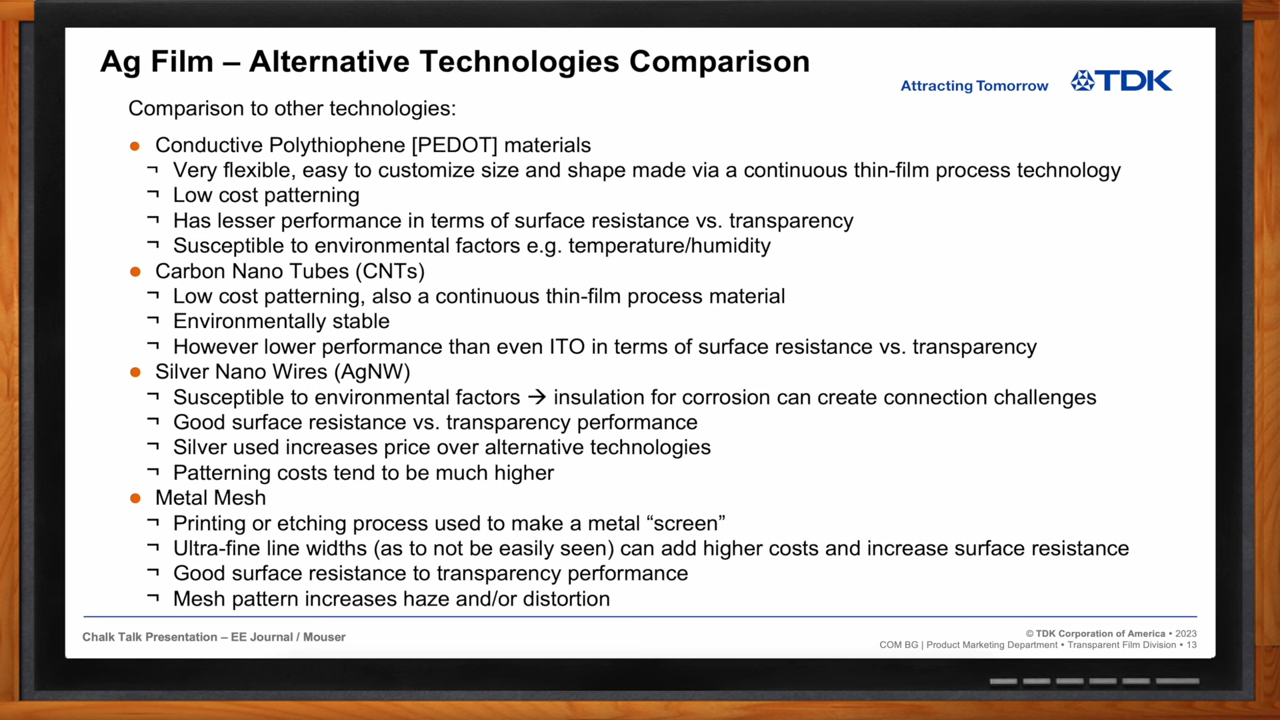 Ag Film – Alternative Technologies Comparison
Attracting Tomorrow
TDK
Comparison to other technologies:
● Conductive Polythiophene [PEDOT] materials
¬ Very flexible, easy to customize size and shape made via a continuous thin-film process technology
¬ Low cost patterning
¬ Has lesser performance in terms of surface resistance vs. transparency
¬ Susceptible to environmental factors e.g. temperature/humidity
● Carbon Nano Tubes (CNTs)
¬ Low cost patterning, also a continuous thin-film process material
¬ Environmentally stable
¬ However lower performance than even ITO in terms of surface resistance vs. transparency
● Silver Nano Wires (AgNW)
¬ Susceptible to environmental factors → insulation for corrosion can create connection challenges
¬ Good surface resistance vs. transparency performance
¬ Silver used increases price over alternative technologies
¬ Patterning costs tend to be much higher
● Metal Mesh
¬ Printing or etching process used to make a metal “screen”
¬ Ultra-fine line widths (as to not be easily seen) can add higher costs and increase surface resistance
¬ Good surface resistance to transparency performance
¬ Mesh pattern increases haze and/or distortion
Chalk Talk Presentation – EE Journal / Mouser
© TDK Corporation of America • 2023
COM BG | Product Marketing Department • Transparent Film Division • 13